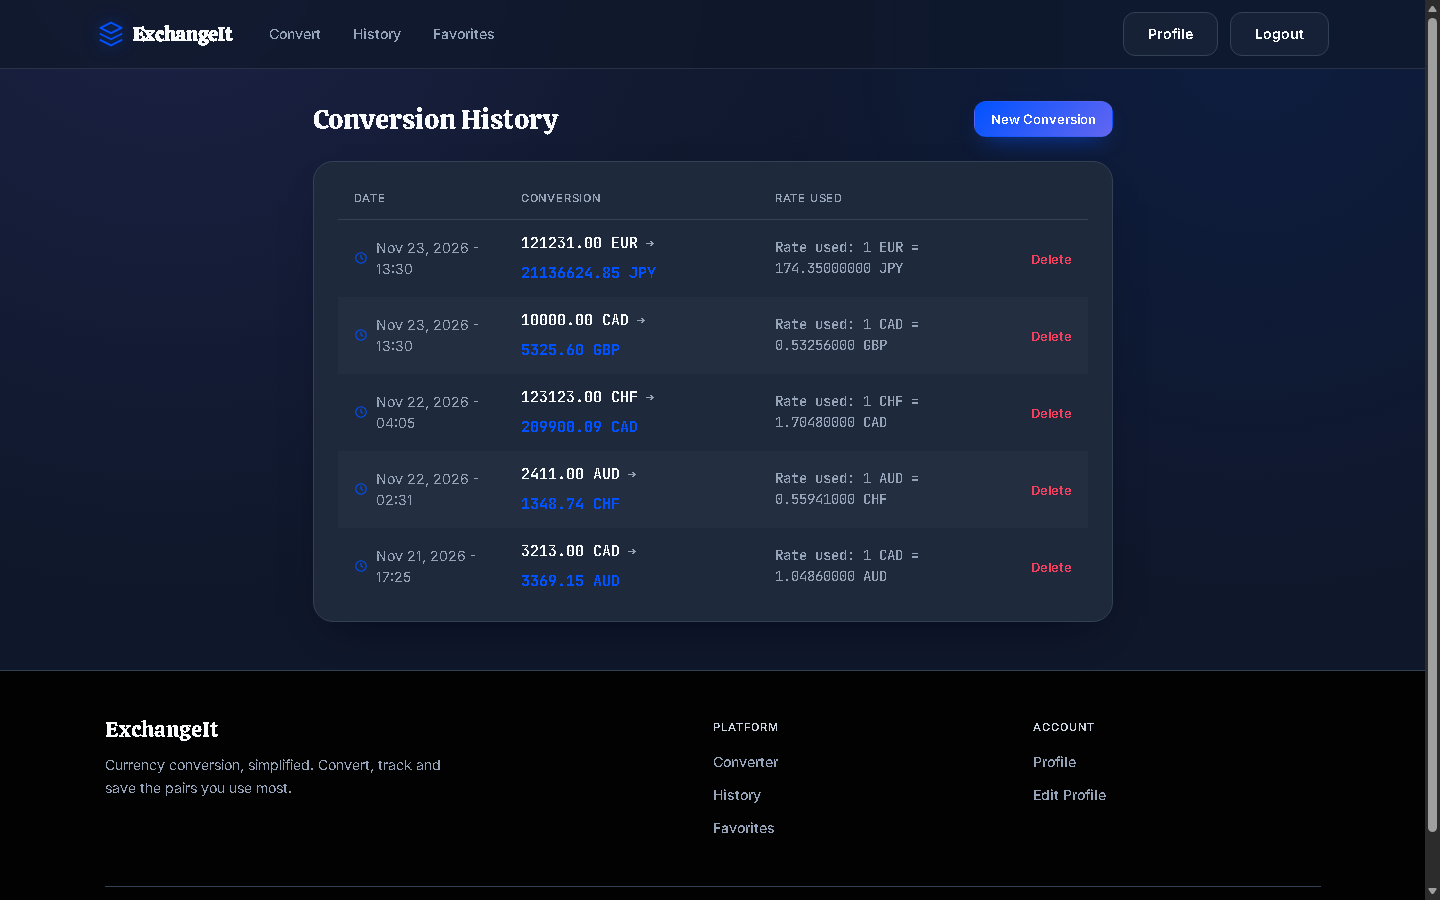 ExchangeIt
Convert
History
Favorites
Profile
Logout
Conversion History
New Conversion
DATE
CONVERSION
RATE USED
Nov 23, 2026 -
13:30
121231.00 EUR →
21136624.85 JPY
Rate used: 1 EUR =
174.35000000 JPY
Delete
Nov 23, 2026 -
13:30
10000.00 CAD →
5325.60 GBP
Rate used: 1 CAD =
0.53256000 GBP
Delete
Nov 22, 2026 -
04:05
123123.00 CHF →
209900.09 CAD
Rate used: 1 CHF =
1.70480000 CAD
Delete
Nov 22, 2026 -
02:31
2411.00 AUD →
1348.74 CHF
Rate used: 1 AUD =
0.55941000 CHF
Delete
Nov 21, 2026 -
17:25
3213.00 CAD →
3369.15 AUD
Rate used: 1 CAD =
1.04860000 AUD
Delete
ExchangeIt
Currency conversion, simplified. Convert, track and
save the pairs you use most.
PLATFORM
Converter
History
Favorites
ACCOUNT
Profile
Edit Profile